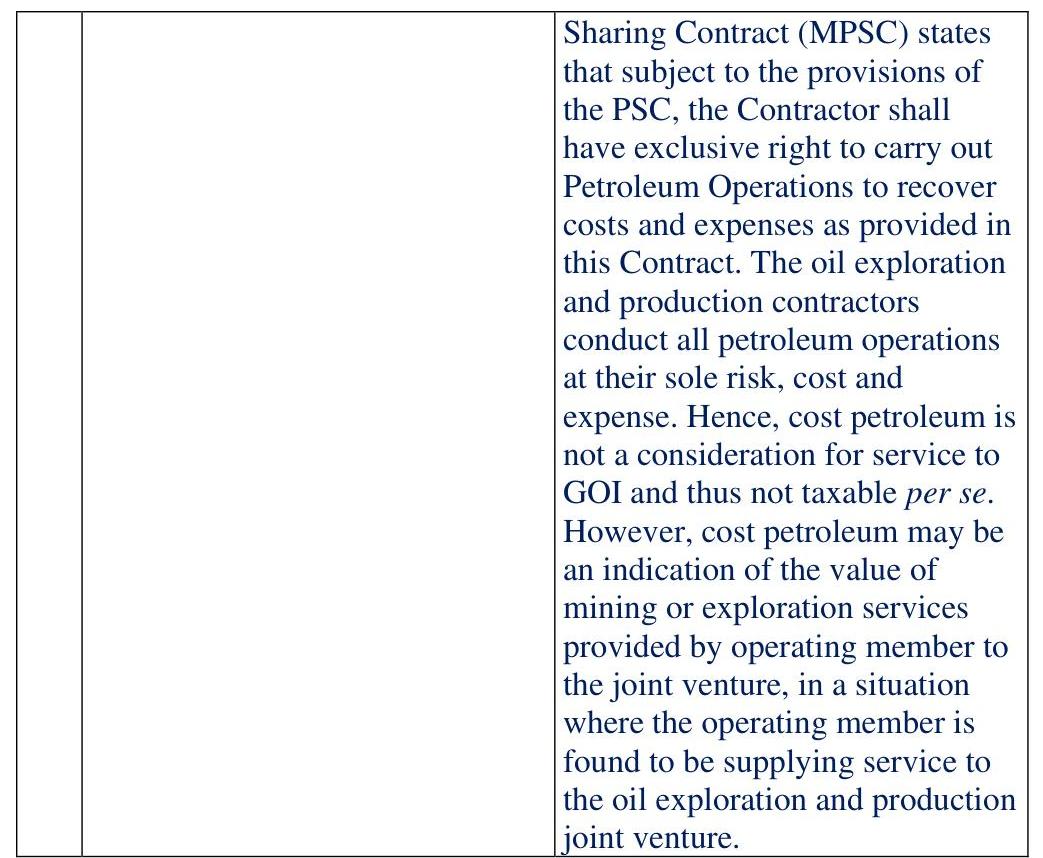 Sharing Contract (MPSC) states
that subject to the provisions of
the PSC, the Contractor shall
have exclusive right to carry out
Petroleum Operations to recover
costs and expenses as provided in
this Contract. The oil exploration
and production contractors
conduct all petroleum operations
at their sole risk, cost and
expense. Hence, cost petroleum is
not a consideration for service to
GOI and thus not taxable per se.
However, cost petroleum may be
an indication of the value of
mining or exploration services
provided by operating member to
the joint venture, in a situation
where the operating member is
found to be supplying service to
the oil exploration and production
joint venture.